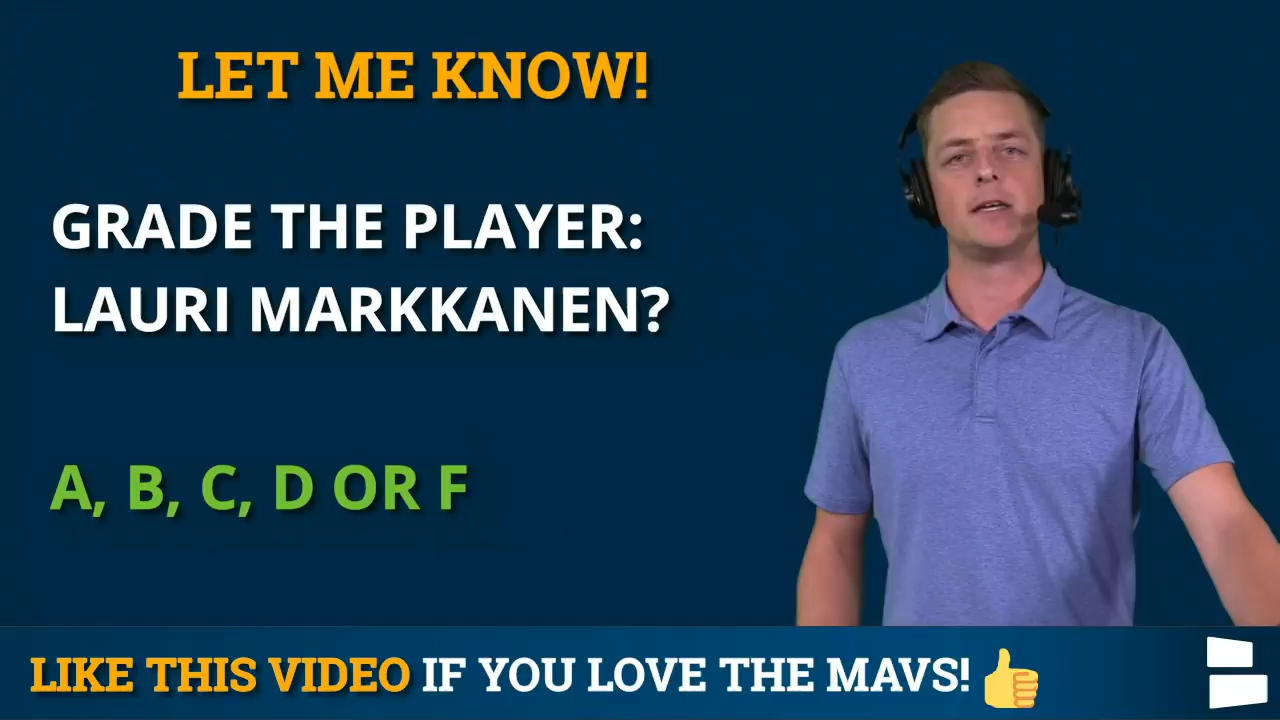 LET ME KNOW!
GRADE THE PLAYER:
LAURI MARKKANEN?
A, B, C, D OR F
LIKE THIS VIDEO IF YOU LOVE THE MAVS!